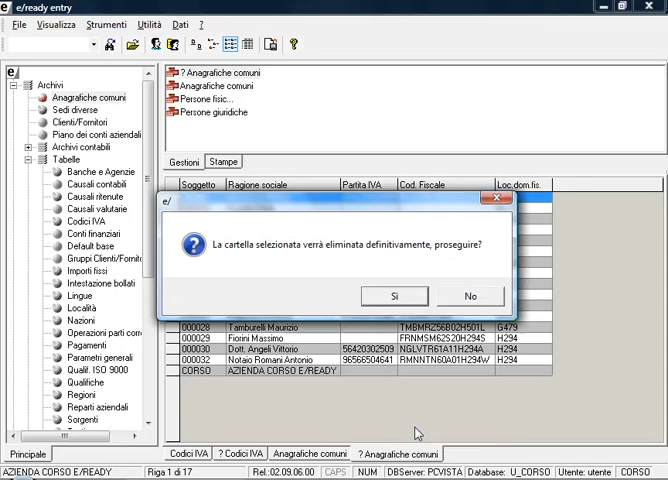 e/ready entry
File Visualizza Strumenti Utilità Dati ?
e/
Archivi
Anagrafiche comuni
Sedi diverse
Clienti/Fornitori
Piano dei conti aziendali
Archivi contabili
Tabelle
Banche e Agenzie
Causali contabili
Causali ritenute
Causali valutarie
Codici IVA
Conti finanziari
Default base
Gruppi Clienti/Fornito
Importi fissi
Intestazione bollati
Lingue
Località
Nazioni
Operazioni parti corre
Pagamenti
Parametri generali
Qualif. ISO 9000
Qualifiche
Regioni
Reparti aziendali
Sorgenti
Principale
? Anagrafiche comuni
Anagrafiche comuni
Persone fisic...
Persone giuridiche
Gestioni Stampe
Soggetto Ragione sociale Partita IVA Cod. Fiscale Loc.dom.fis.
e/
La cartella selezionata verrà eliminata definitivamente, proseguire?
Sì No
000028 Tamburelli Maurizio TMBMRZ56B02H501L G479
000029 Fiorini Massimo FRNMSM62S20H294S H294
000030 Dott. Angeli Vittorio 56420302509 NGLVTR61A11H294A H294
000032 Notaio Romani Antonio 96566504641 RMNNTN60A01H294W H294
CORSO AZIENDA CORSO E/READY
Codici IVA ? Codici IVA Anagrafiche comuni ? Anagrafiche comuni
AZIENDA CORSO E/READY Riga 1 di 17 Rel.:02.09.06.00 CAPS NUM DBServer: PCVISTA Database: U_CORSO Utente: utente CORSO